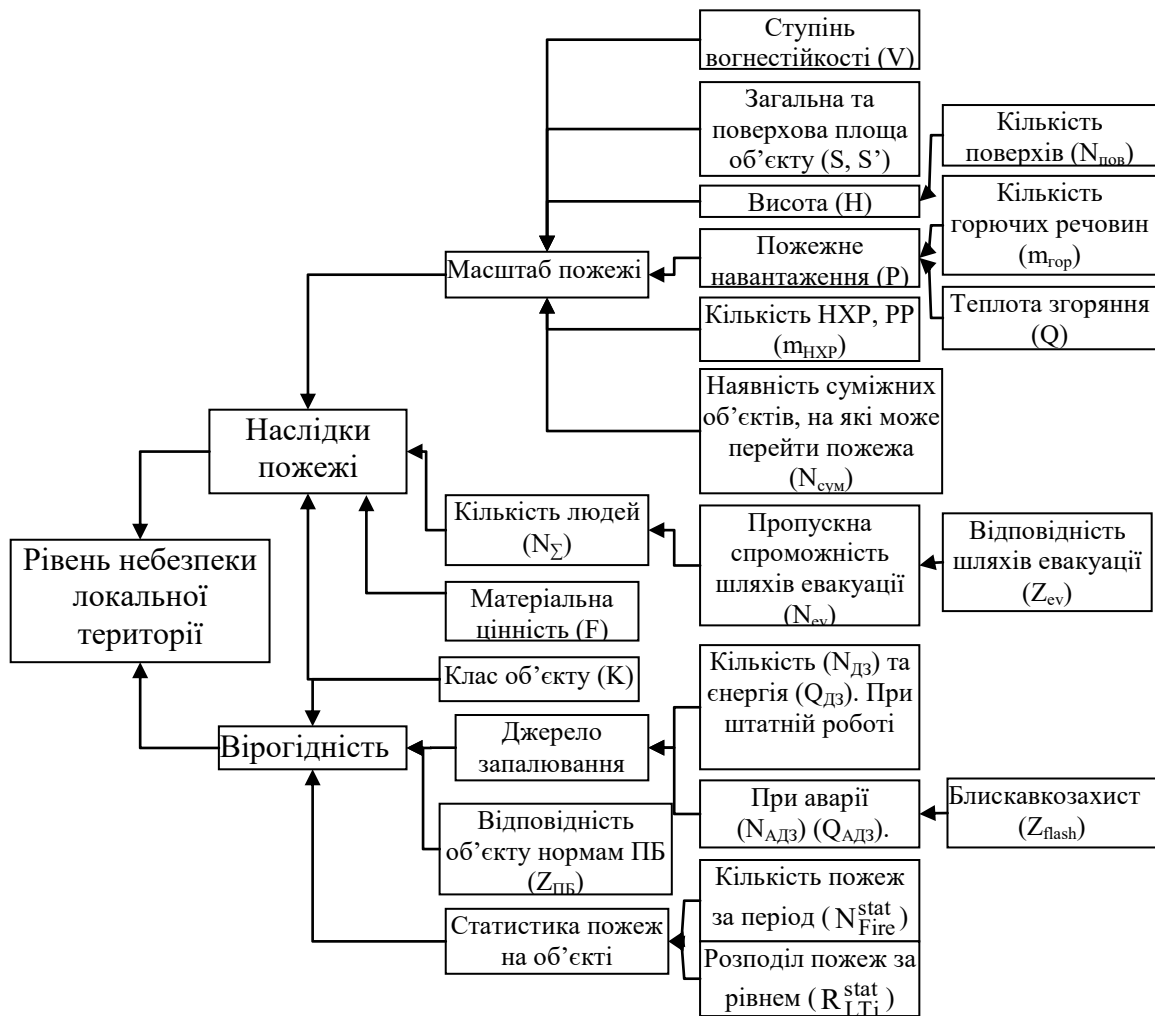 Ступінь
вогнестійкості (V)
Загальна та
поверхова площа
об’єкту (S, S’)
Кількість
поверхів (Nпов)
Висота (H)
Кількість
горючих речовин
(mгор)
Пожежне
навантаження (P)
Масштаб пожежі
Теплота згоряння
(Q)
Кількість НХР, РР
(mНХР)
Наявність суміжних
об’єктів, на які може
перейти пожежа
(Nсум)
Наслідки
пожежі
Кількість людей
(N∑)
Пропускна
спроможність
шляхів евакуації
(Nev)
Відповідність
шляхів евакуації
(Zev)
Рівень небезпеки
локальної
території
Матеріальна
цінність (F)
Клас об’єкту (K)
Кількість (NДЗ) та
єнергія (QДЗ). При
штатній роботі
Вірогідність
Джерело
запалювання
При аварії
(NАДЗ) (QАДЗ).
Блискавкозахист
(Zflash)
Відповідність
об’єкту нормам ПБ
(ZПБ)
Кількість пожеж
за період (N stat Fire)
Статистика пожеж
на об’єкті
Розподіл пожеж за
рівнем (R stat LTi)